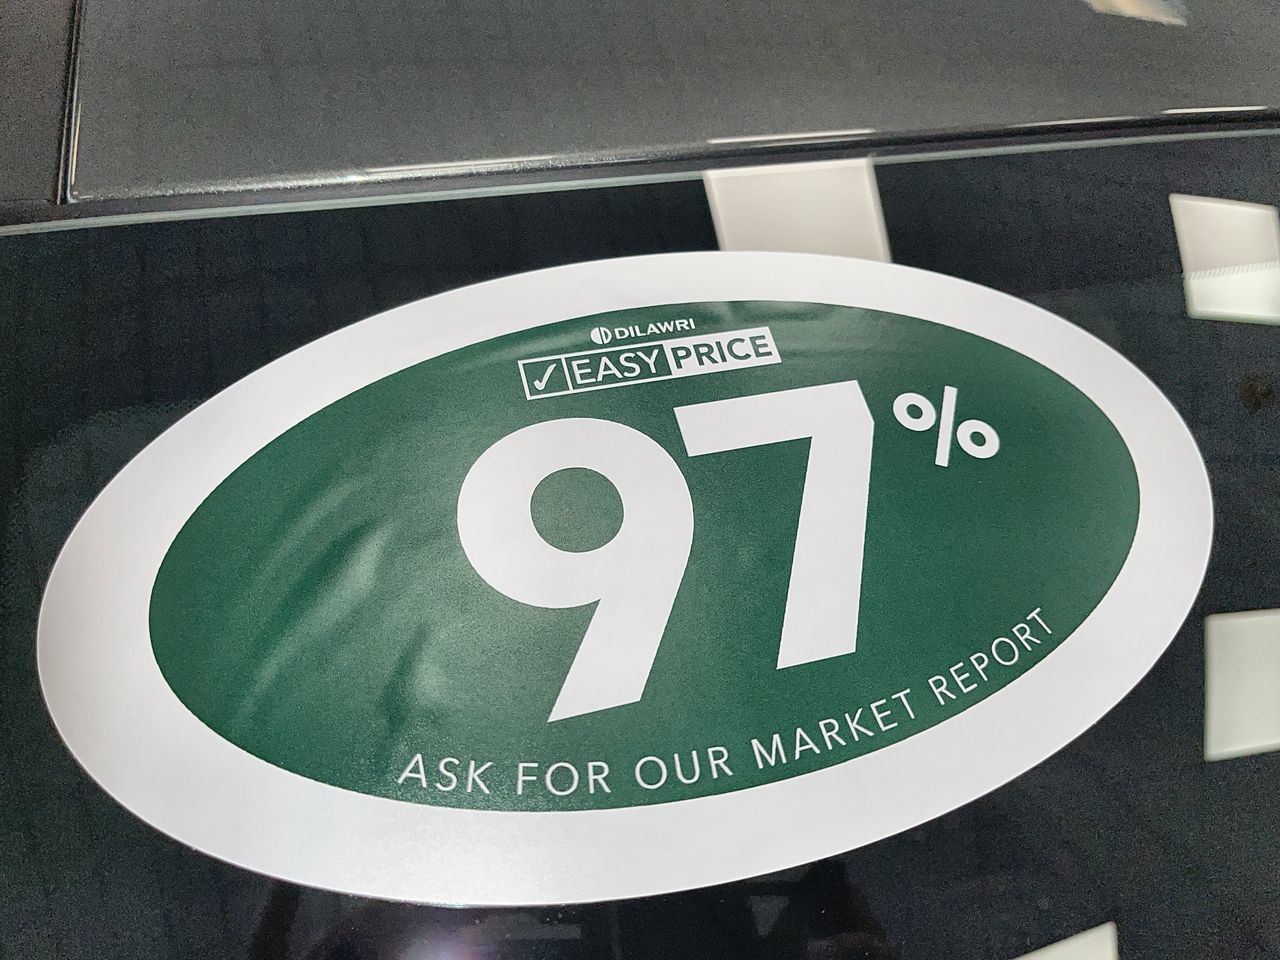 DILAWRI
✓ EASY PRICE
97%
ASK FOR OUR MARKET REPORT